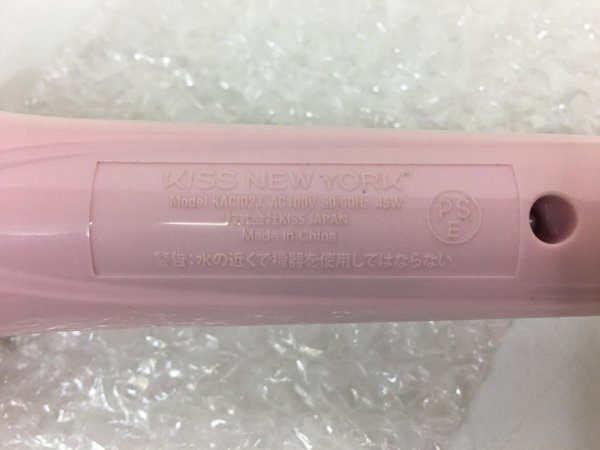 KISS NEW YORK®
Model KACI02J AC100V 50/60Hz 45W
株式会社KISS JAPAN
Made in China
警告:水の近くで機器を使用してはならない。
PS
E